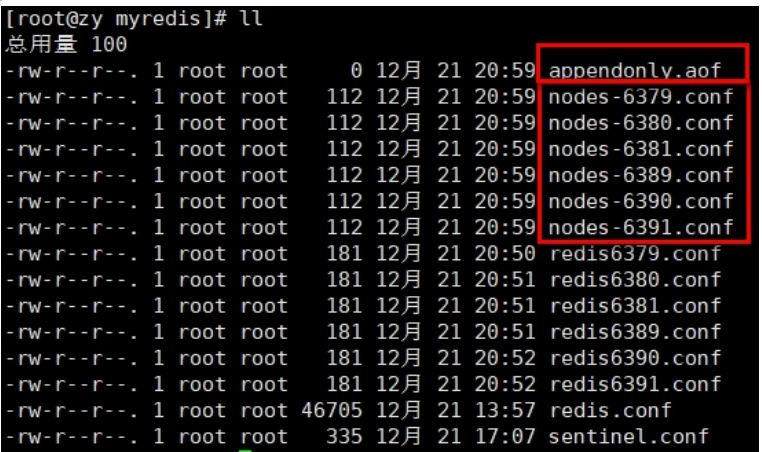 [root@zy myredis]# ll
总用量 100
-rw-r--r--. 1 root root     0 12月 21 20:59 appendonly.aof
-rw-r--r--. 1 root root   112 12月 21 20:59 nodes-6379.conf
-rw-r--r--. 1 root root   112 12月 21 20:59 nodes-6380.conf
-rw-r--r--. 1 root root   112 12月 21 20:59 nodes-6381.conf
-rw-r--r--. 1 root root   112 12月 21 20:59 nodes-6389.conf
-rw-r--r--. 1 root root   112 12月 21 20:59 nodes-6390.conf
-rw-r--r--. 1 root root   112 12月 21 20:59 nodes-6391.conf
-rw-r--r--. 1 root root   181 12月 21 20:50 redis6379.conf
-rw-r--r--. 1 root root   181 12月 21 20:51 redis6380.conf
-rw-r--r--. 1 root root   181 12月 21 20:51 redis6381.conf
-rw-r--r--. 1 root root   181 12月 21 20:51 redis6389.conf
-rw-r--r--. 1 root root   181 12月 21 20:52 redis6390.conf
-rw-r--r--. 1 root root   181 12月 21 20:52 redis6391.conf
-rw-r--r--. 1 root root 46705 12月 21 13:57 redis.conf
-rw-r--r--. 1 root root   335 12月 21 17:07 sentinel.conf